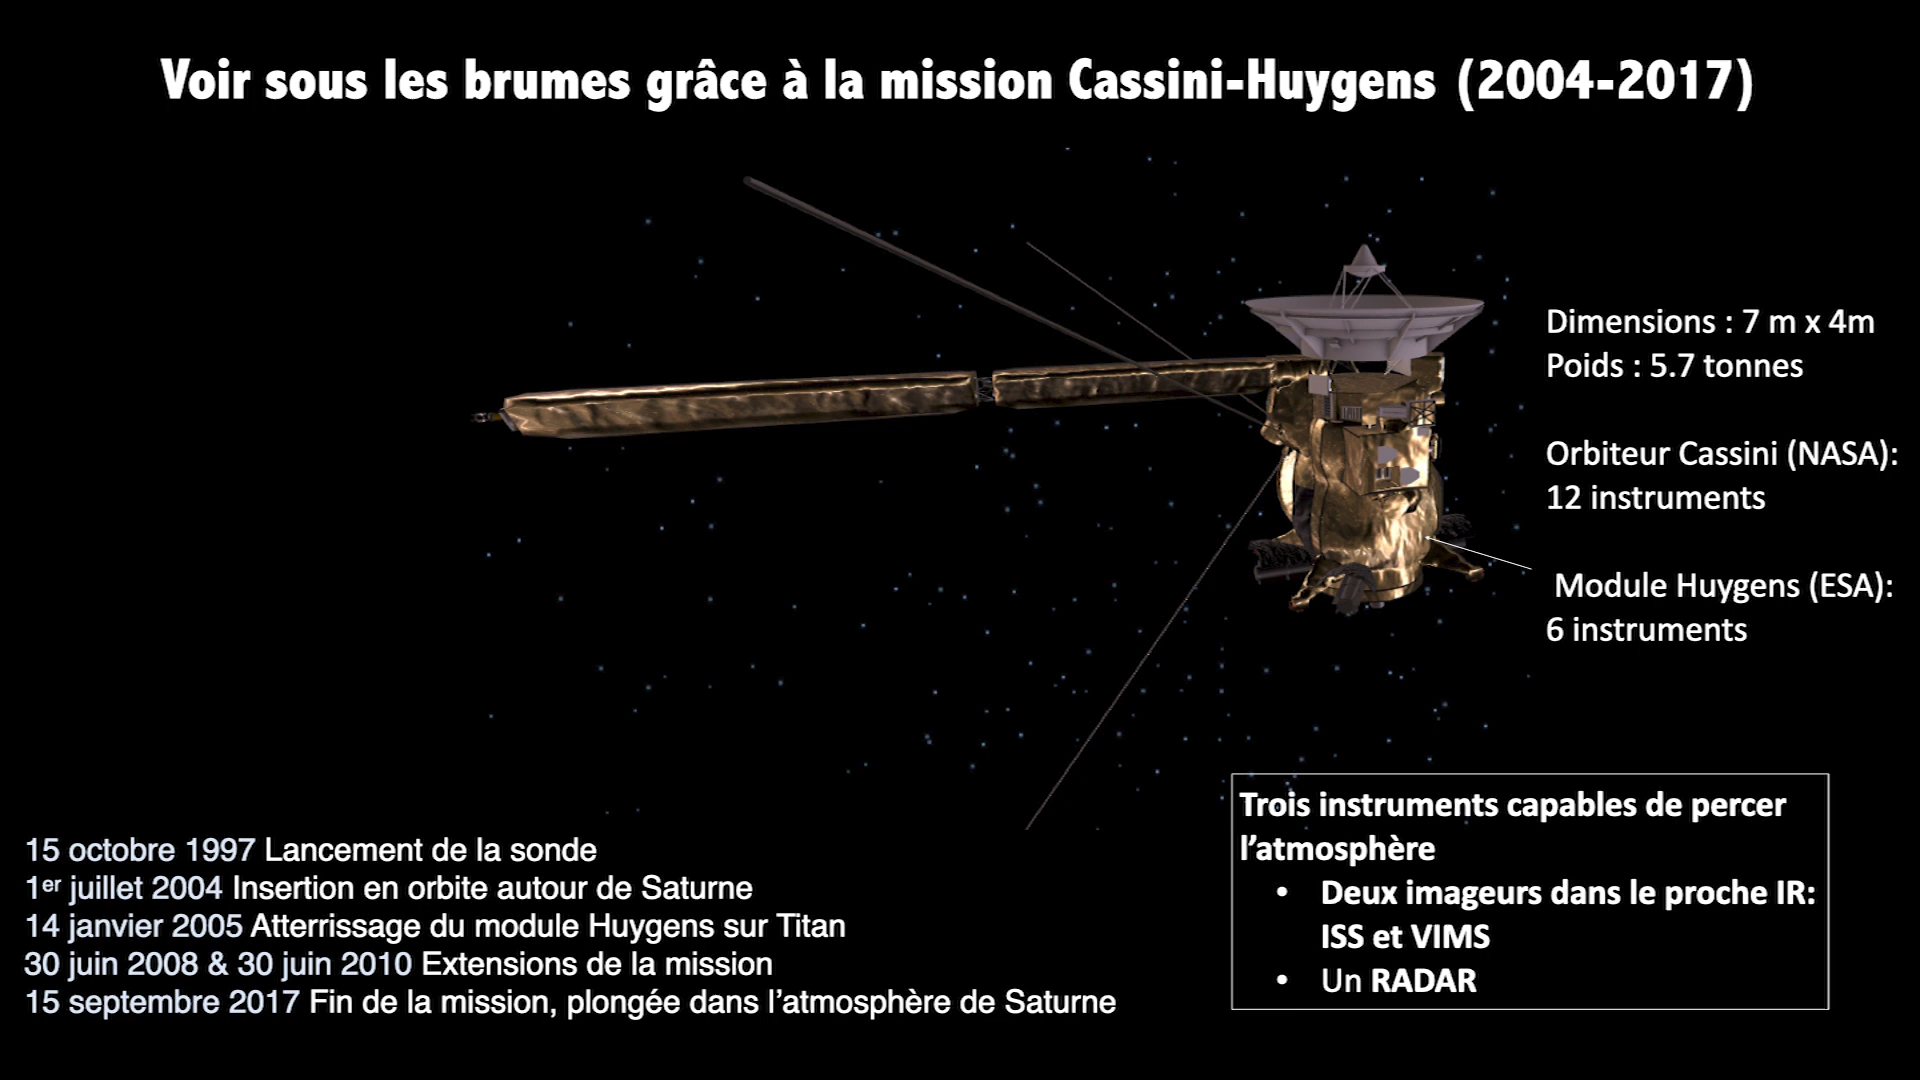 Voir sous les brumes grâce à la mission Cassini-Huygens (2004-2017)
Dimensions : 7 m x 4m
Poids : 5.7 tonnes
Orbiteur Cassini (NASA):
12 instruments
Module Huygens (ESA):
6 instruments
15 octobre 1997 Lancement de la sonde
1er juillet 2004 Insertion en orbite autour de Saturne
14 janvier 2005 Atterrissage du module Huygens sur Titan
30 juin 2008 & 30 juin 2010 Extensions de la mission
15 septembre 2017 Fin de la mission, plongée dans l’atmosphère de Saturne
Trois instruments capables de percer
l’atmosphère
• Deux imageurs dans le proche IR:
ISS et VIMS
• Un RADAR